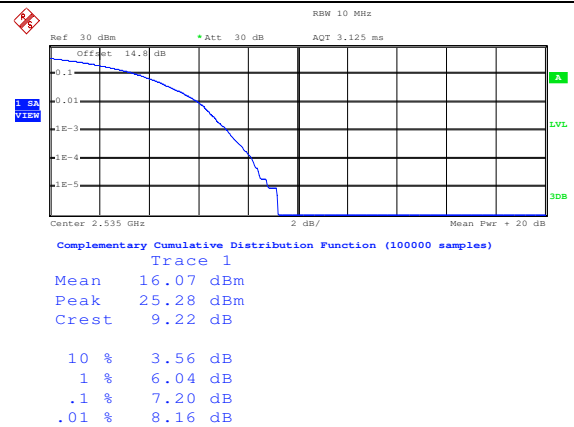 R&S
RBW 10 MHz
Ref 30 dBm * Att 30 dB AQT 3.125 ms
Offset 14.8 dB
0.1
A
0.01
1 SA
VIEW
1E-3
LVL
1E-4
1E-5
3DB
Center 2.535 GHz 2 dB/ Mean Pwr + 20 dB
Complementary Cumulative Distribution Function (100000 samples)
Trace 1
Mean 16.07 dBm
Peak 25.28 dBm
Crest 9.22 dB
10 % 3.56 dB
1 % 6.04 dB
.1 % 7.20 dB
.01 % 8.16 dB